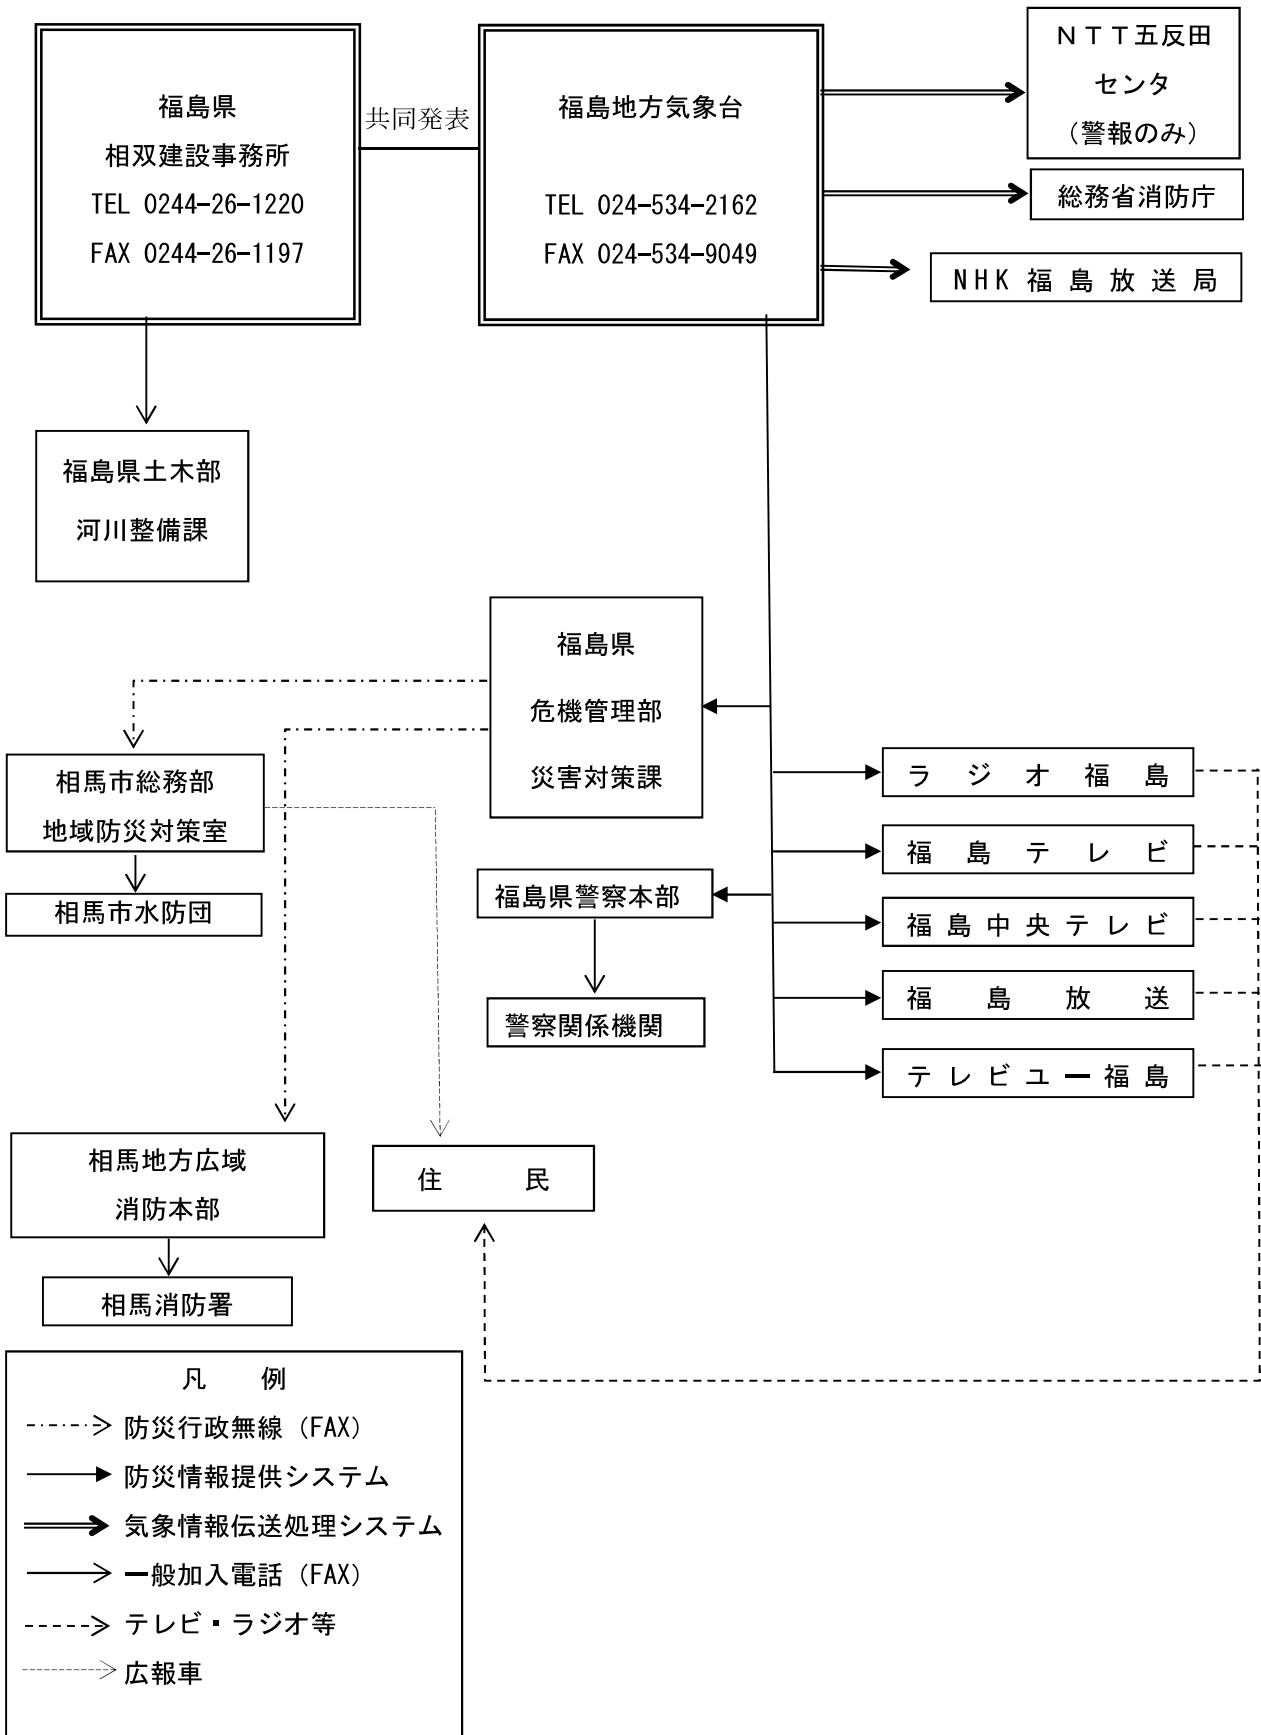 福島県
相双建設事務所
TEL 0244-26-1220
FAX 0244-26-1197
共同発表
福島地方気象台
TEL 024-534-2162
FAX 024-534-9049
ＮＴＴ五反田
センタ
（警報のみ）
総務省消防庁
NHK 福島放送局
福島県土木部
河川整備課
福島県
危機管理部
災害対策課
相馬市総務部
地域防災対策室
相馬市水防団
福島県警察本部
警察関係機関
ラジオ福島
福島テレビ
福島中央テレビ
福島放送
テレビユー福島
相馬地方広域
消防本部
相馬消防署
住民
凡例
防災行政無線（FAX）
防災情報提供システム
気象情報伝送処理システム
一般加入電話（FAX）
テレビ・ラジオ等
広報車